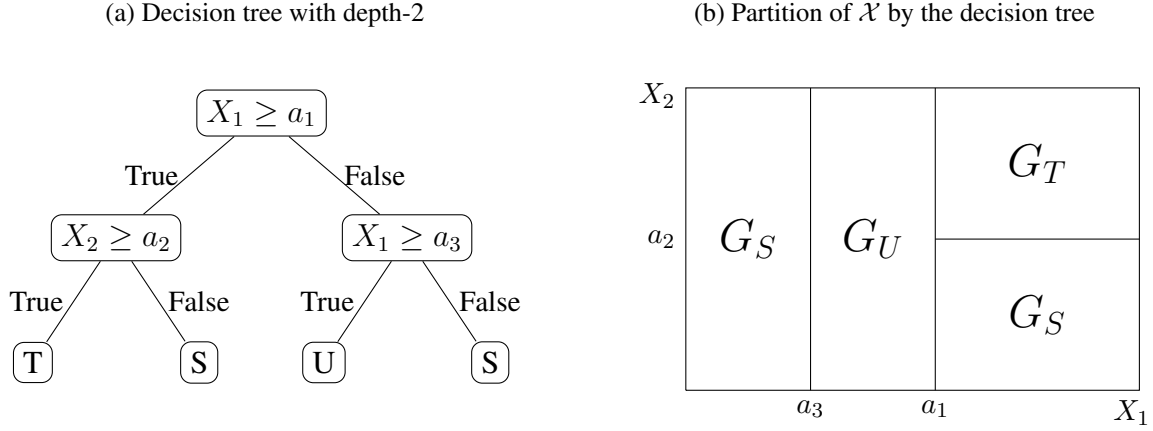 (a) Decision tree with depth-2
X₁ ≥ a₁
True
False
X₂ ≥ a₂
X₁ ≥ a₃
True
False
True
False
T
S
U
S
(b) Partition of 𝒳 by the decision tree
X₂
a₂
G_S
G_U
G_T
G_S
a₃
a₁
X₁